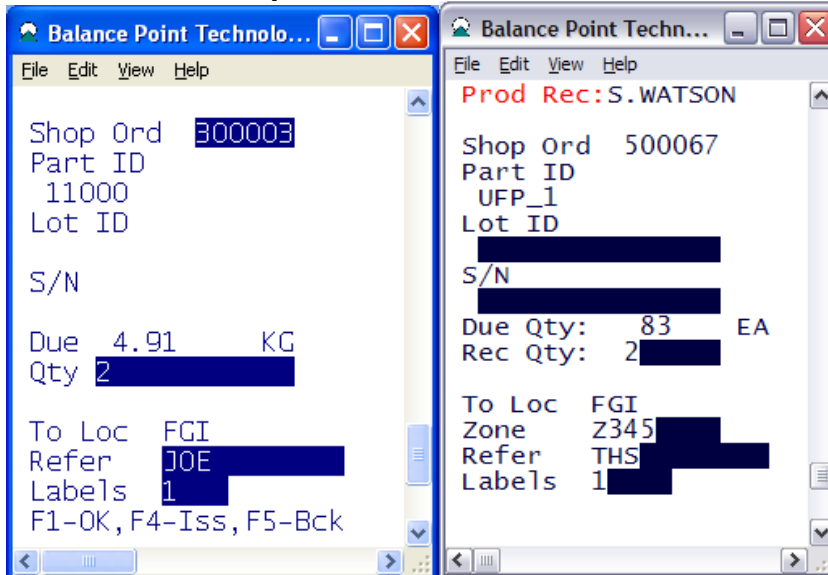 Balance Point Technolo...
File Edit View Help
Shop Ord 300003
Part ID
11000
Lot ID
S/N
Due 4.91 KG
Qty 2
To Loc FGI
Refer JOE
Labels 1
F1-OK,F4-Iss,F5-Bck
Balance Point Techn...
File Edit View Help
Prod Rec:S.WATSON
Shop Ord 500067
Part ID
UFP_1
Lot ID
S/N
Due Qty: 83 EA
Rec Qty: 2
To Loc FGI
Zone Z345
Refer THS
Labels 1